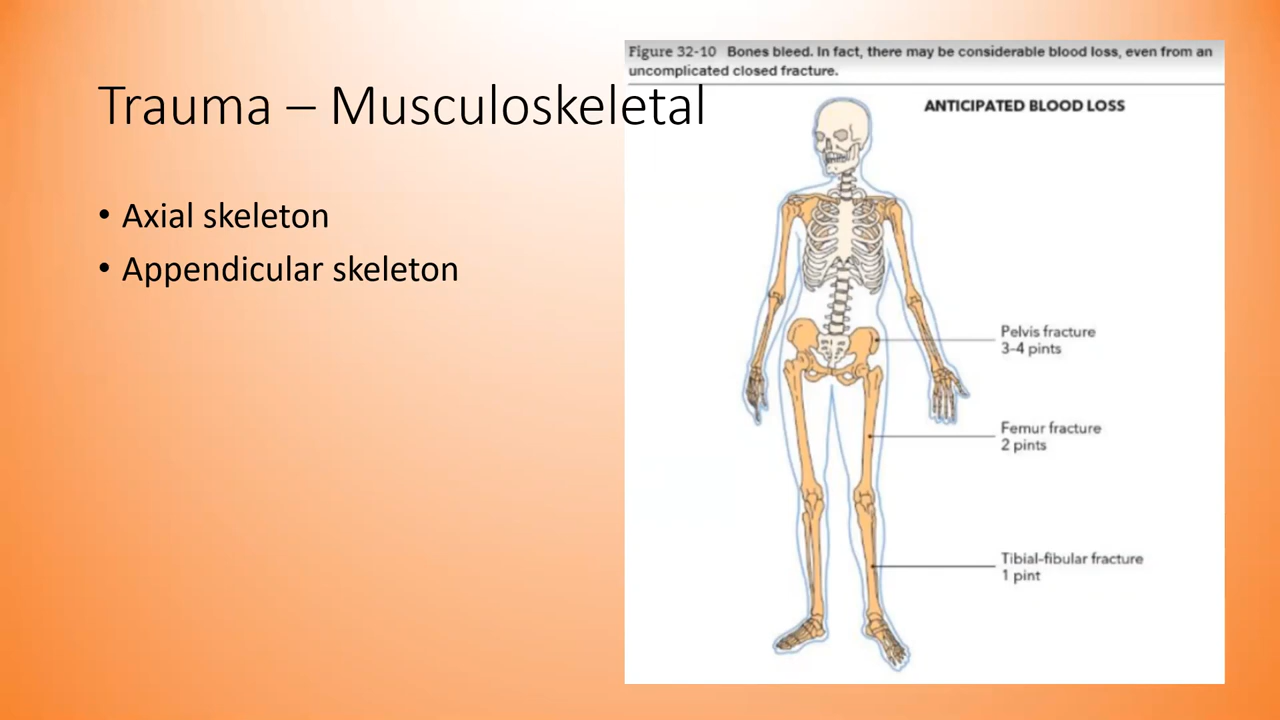 Trauma – Musculoskeletal
• Axial skeleton
• Appendicular skeleton
Figure 32-10 Bones bleed. In fact, there may be considerable blood loss, even from an
uncomplicated closed fracture.
ANTICIPATED BLOOD LOSS
Pelvis fracture
3–4 pints
Femur fracture
2 pints
Tibial-fibular fracture
1 pint